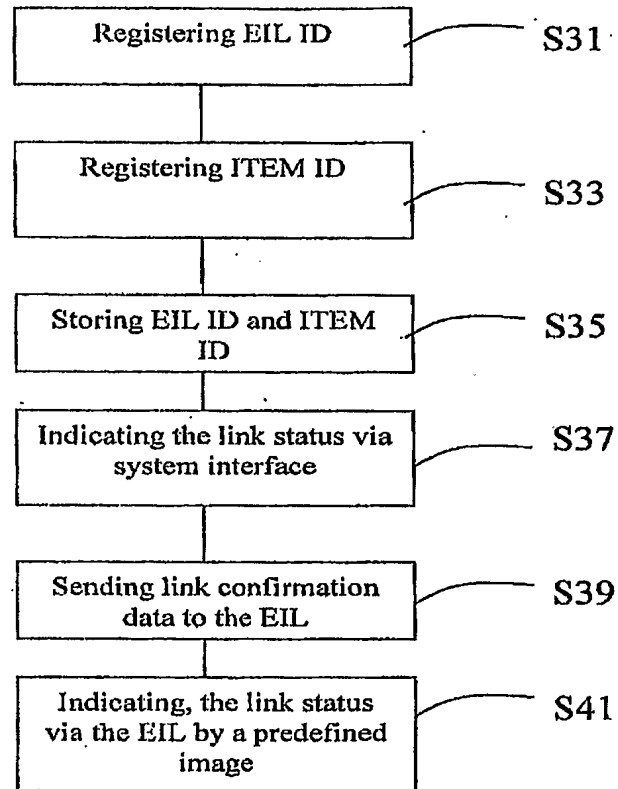 Registering EIL ID
S31
Registering ITEM ID
S33
Storing EIL ID and ITEM
ID
S35
Indicating the link status via
system interface
S37
Sending link confirmation
data to the EIL
S39
Indicating, the link status
via the EIL by a predefined
image
S41